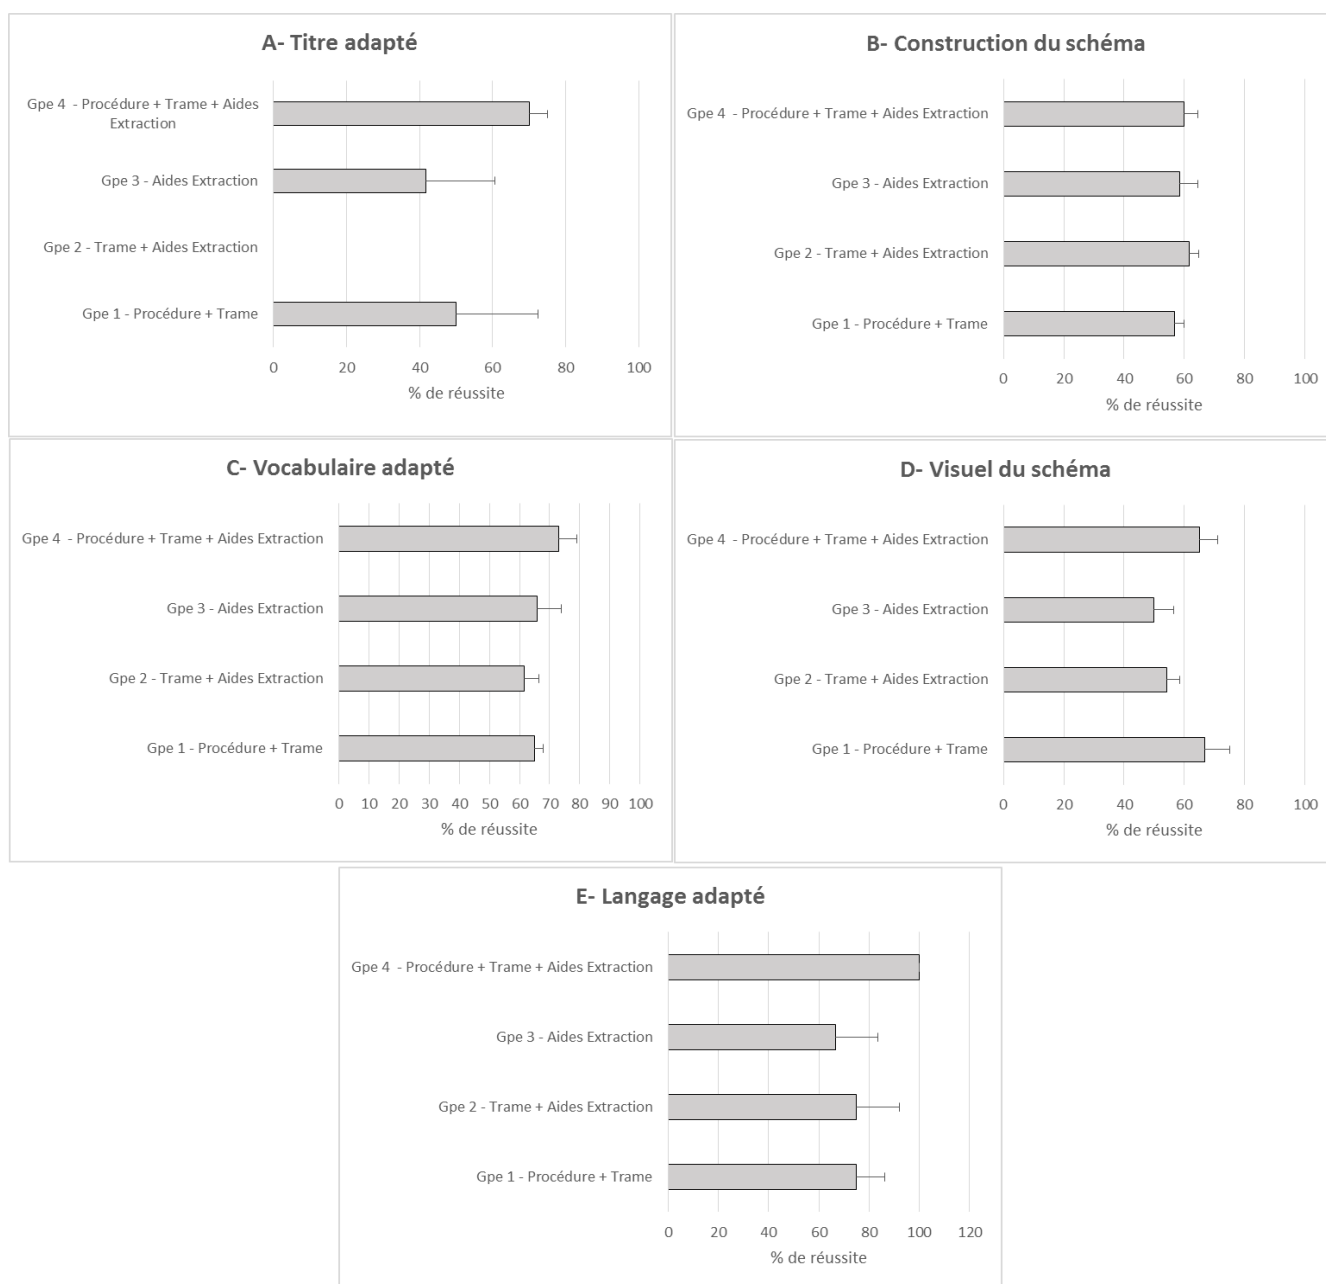 A- Titre adapté
Gpe 4 - Procédure + Trame + Aides
Extraction
Gpe 3 - Aides Extraction
Gpe 2 - Trame + Aides Extraction
Gpe 1 - Procédure + Trame
0 20 40 60 80 100
% de réussite
B- Construction du schéma
Gpe 4 - Procédure + Trame + Aides Extraction
Gpe 3 - Aides Extraction
Gpe 2 - Trame + Aides Extraction
Gpe 1 - Procédure + Trame
0 20 40 60 80 100
% de réussite
C- Vocabulaire adapté
Gpe 4 - Procédure + Trame + Aides Extraction
Gpe 3 - Aides Extraction
Gpe 2 - Trame + Aides Extraction
Gpe 1 - Procédure + Trame
0 10 20 30 40 50 60 70 80 90 100
% de réussite
D- Visuel du schéma
Gpe 4 - Procédure + Trame + Aides Extraction
Gpe 3 - Aides Extraction
Gpe 2 - Trame + Aides Extraction
Gpe 1 - Procédure + Trame
0 20 40 60 80 100
% de réussite
E- Langage adapté
Gpe 4 - Procédure + Trame + Aides Extraction
Gpe 3 - Aides Extraction
Gpe 2 - Trame + Aides Extraction
Gpe 1 - Procédure + Trame
0 20 40 60 80 100 120
% de réussite